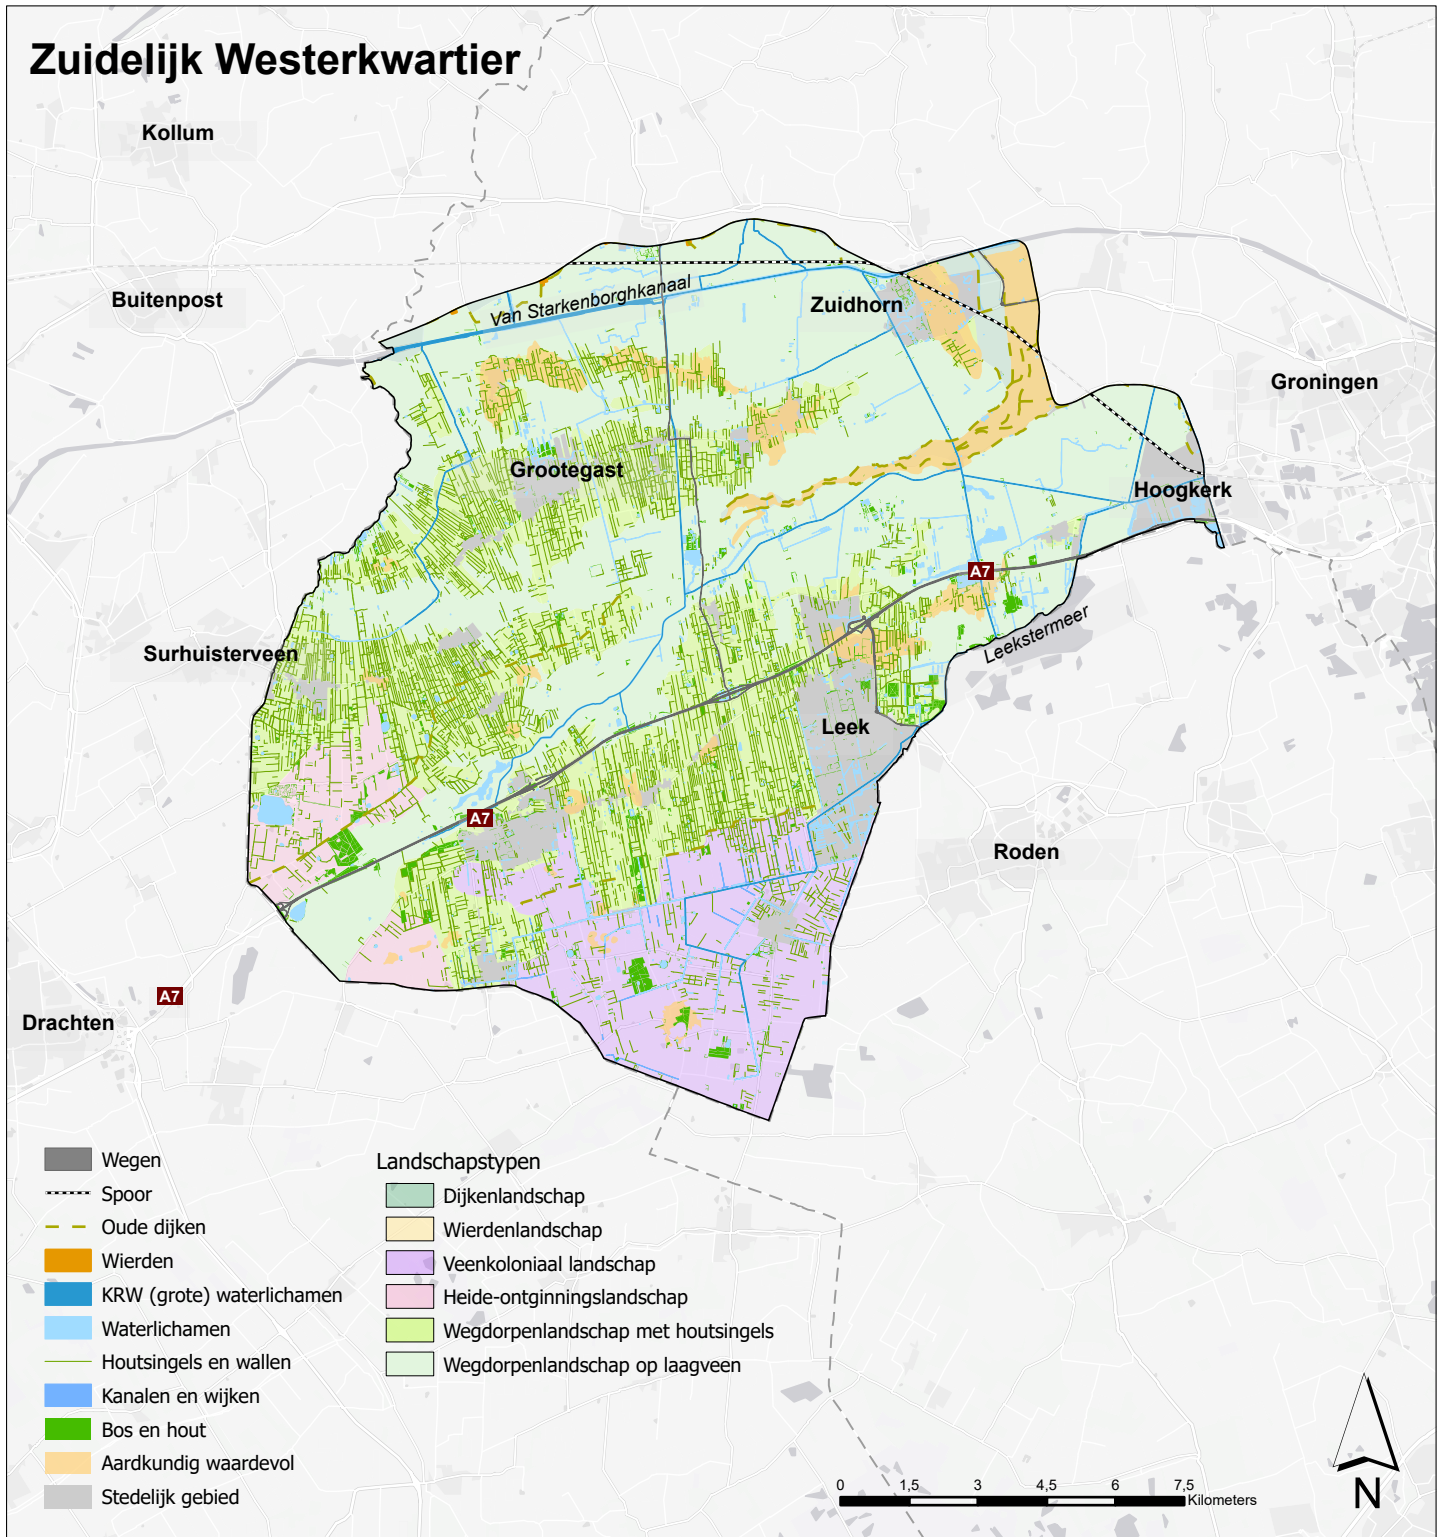 Zuidelijk Westerkwartier
Kollum
Buitenpost
Van Starkenborghkanaal
Zuidhorn
Groningen
Grootegast
Hoogkerk
A7
Leekstermeer
Surhuisterveen
Leek
A7
Roden
A7
Drachten
Wegen
Spoor
Oude dijken
Wierden
KRW (grote) waterlichamen
Waterlichamen
Houtsingels en wallen
Kanalen en wijken
Bos en hout
Aardkundig waardevol
Stedelijk gebied
Landschapstypen
Dijkenlandschap
Wierdenlandschap
Veenkoloniaal landschap
Heide-ontginningslandschap
Wegdorpenlandschap met houtsingels
Wegdorpenlandschap op laagveen
0 1,5 3 4,5 6 7,5
Kilometers
N